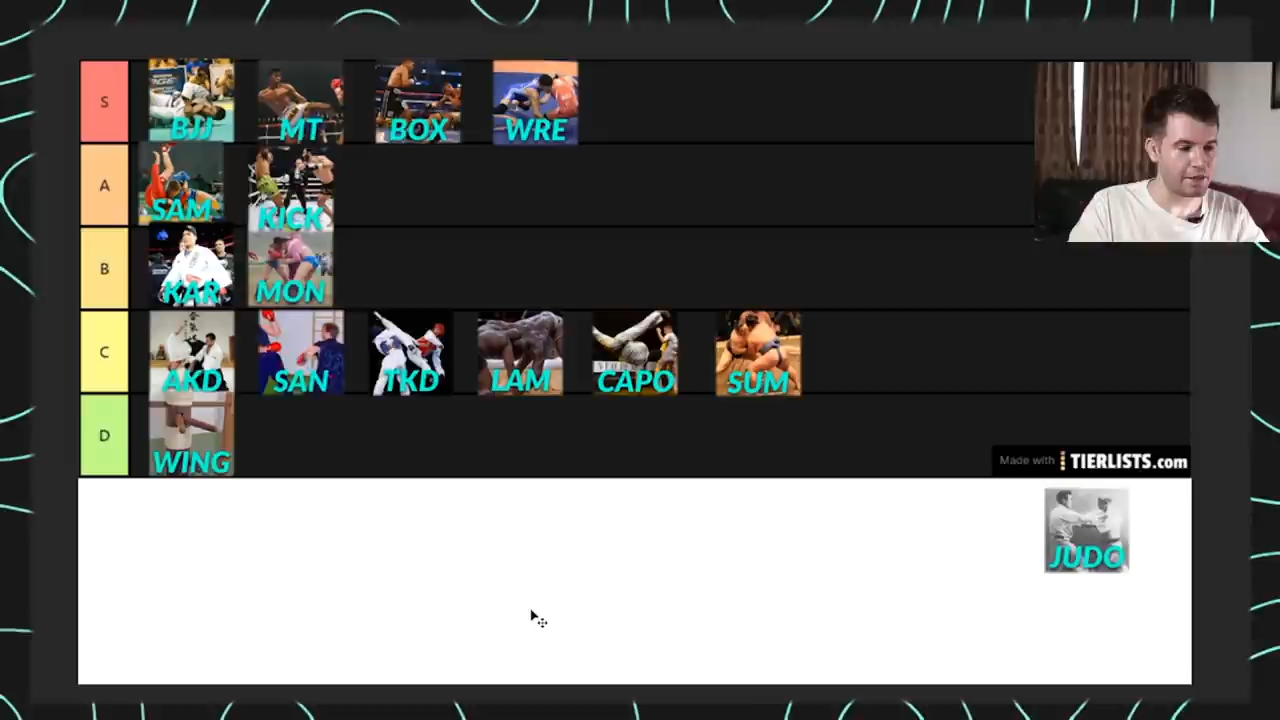 S BJJ MT BOX WRE
A SAM KICK
B KAR MON
C AKD SAN TKD LAM CAPO SUM
D WING
Made with TIERLISTS.com
JUDO